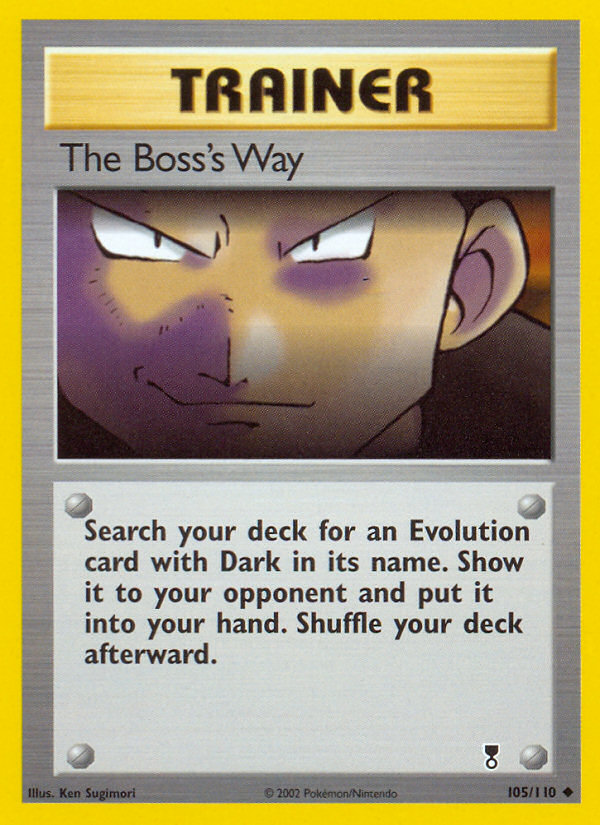 TRAINER
The Boss's Way
Search your deck for an Evolution
card with Dark in its name. Show
it to your opponent and put it
into your hand. Shuffle your deck
afterward.
Illus. Ken Sugimori
© 2002 Pokémon/Nintendo
105/110 ◆